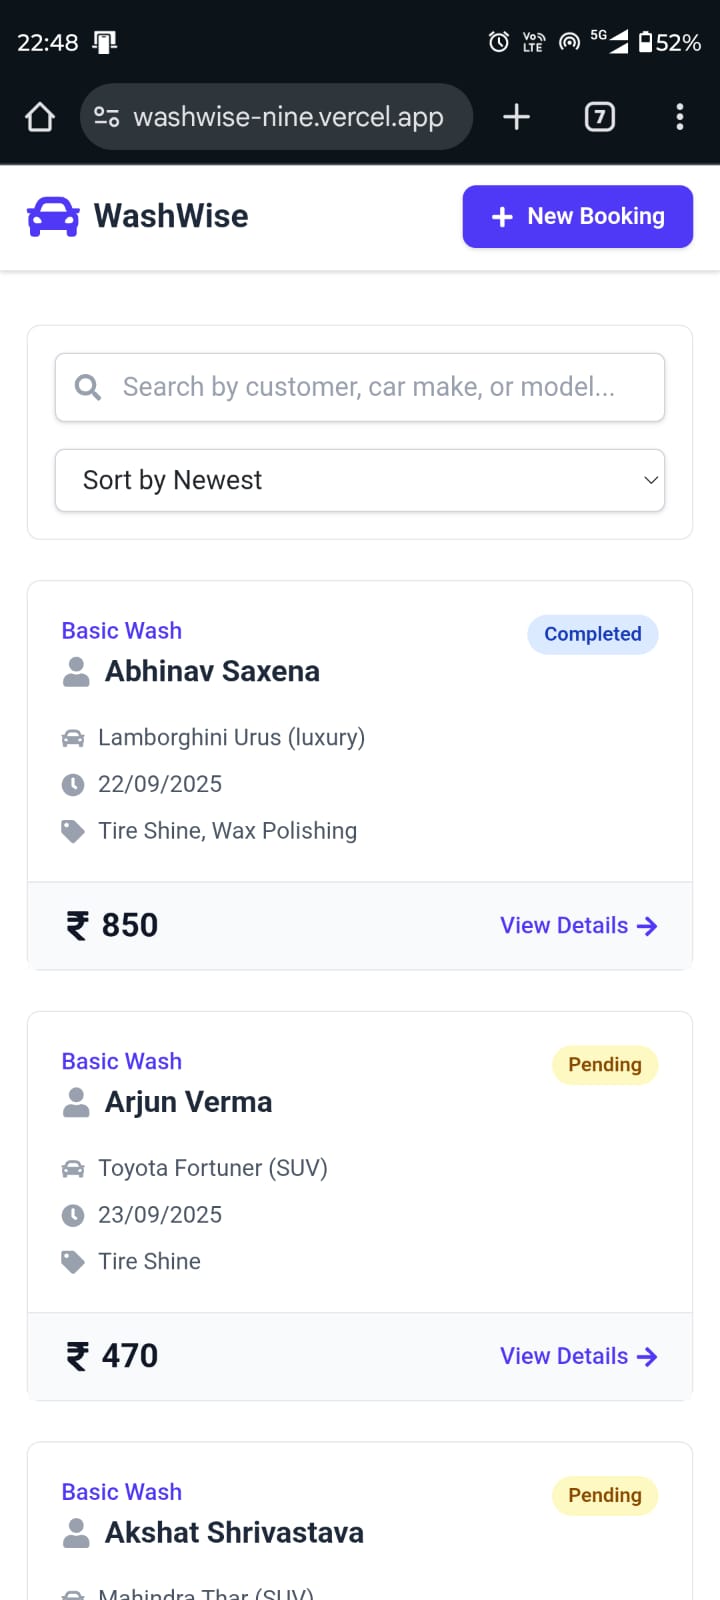 22:48 5G 52%
washwise-nine.vercel.app 7
WashWise + New Booking
Search by customer, car make, or model...
Sort by Newest
Basic Wash Completed
Abhinav Saxena
Lamborghini Urus (luxury)
22/09/2025
Tire Shine, Wax Polishing
₹ 850 View Details →
Basic Wash Pending
Arjun Verma
Toyota Fortuner (SUV)
23/09/2025
Tire Shine
₹ 470 View Details →
Basic Wash Pending
Akshat Shrivastava
Mahindra Thar (SUV)